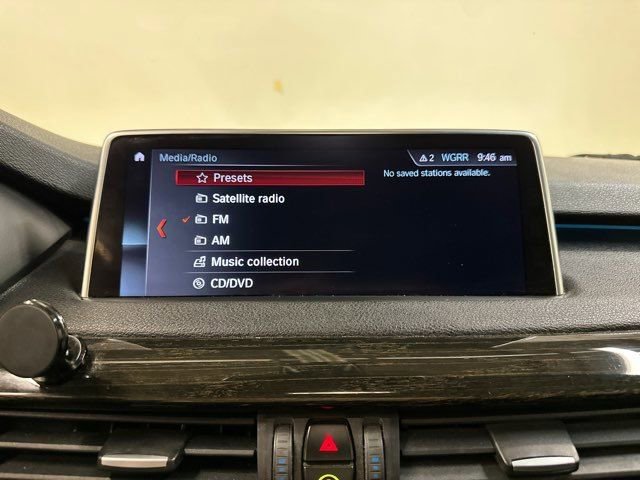 Media/Radio
2 WGRR 9:46 am
Presets
No saved stations available.
Satellite radio
FM
AM
Music collection
CD/DVD